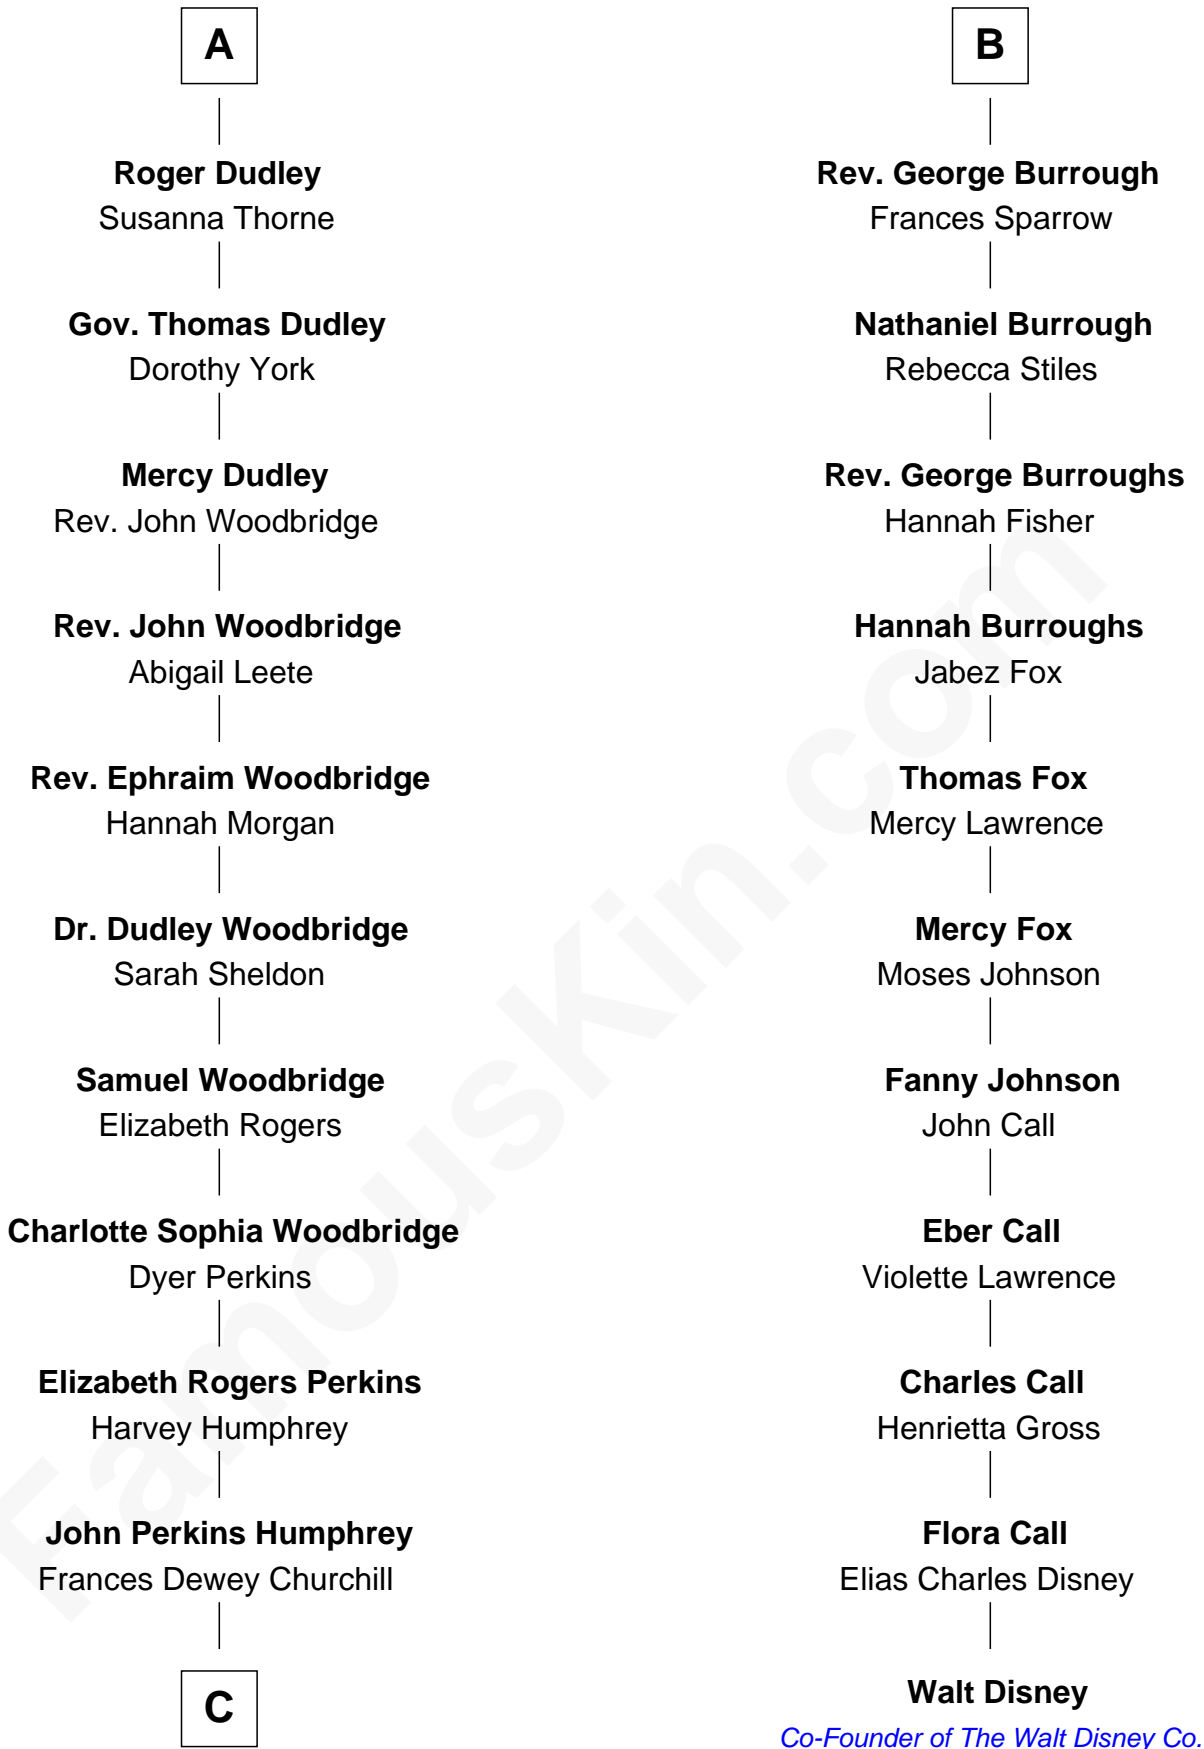 A
Roger Dudley
Susanna Thorne
Gov. Thomas Dudley
Dorothy York
Mercy Dudley
Rev. John Woodbridge
Rev. John Woodbridge
Abigail Leete
Rev. Ephraim Woodbridge
Hannah Morgan
Dr. Dudley Woodbridge
Sarah Sheldon
Samuel Woodbridge
Elizabeth Rogers
Charlotte Sophia Woodbridge
Dyer Perkins
Elizabeth Rogers Perkins
Harvey Humphrey
John Perkins Humphrey
Frances Dewey Churchill
C
B
Rev. George Burrough
Frances Sparrow
Nathaniel Burrough
Rebecca Stiles
Rev. George Burroughs
Hannah Fisher
Hannah Burroughs
Jabez Fox
Thomas Fox
Mercy Lawrence
Mercy Fox
Moses Johnson
Fanny Johnson
John Call
Eber Call
Violette Lawrence
Charles Call
Henrietta Gross
Flora Call
Elias Charles Disney
Walt Disney
Co-Founder of The Walt Disney Co.
FamousKin.com